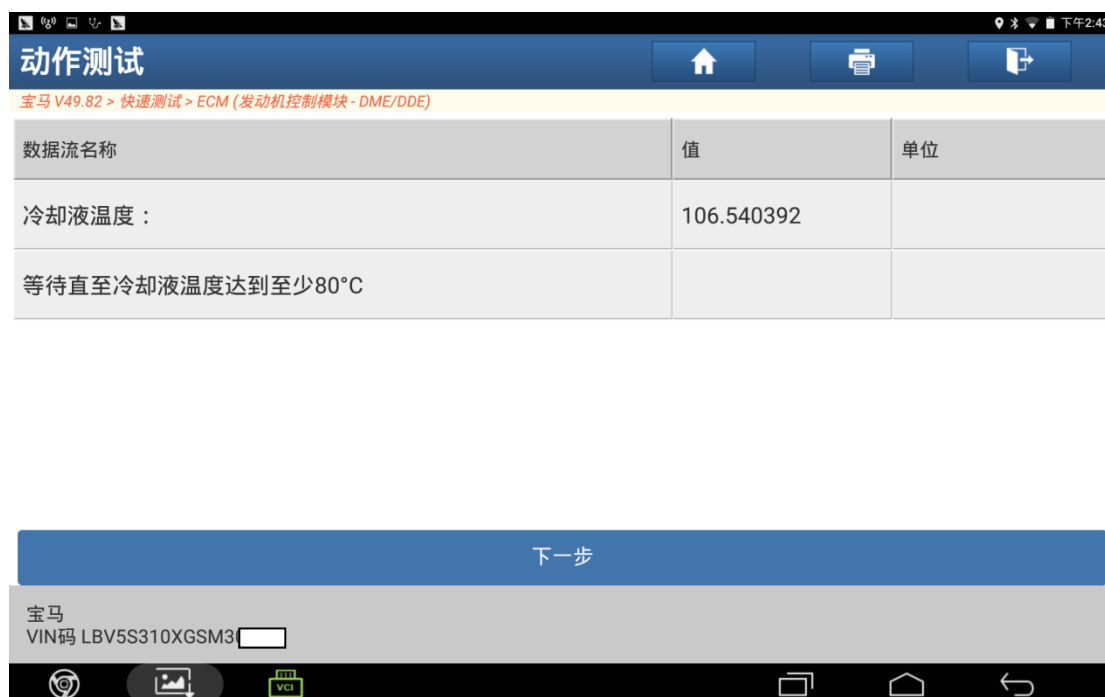 下午2:43
动作测试
宝马 V49.82 > 快速测试 > ECM (发动机控制模块 - DME/DDE)
数据流名称 值 单位
冷却液温度： 106.540392
等待直至冷却液温度达到至少80°C
下一步
宝马
VIN码 LBV5S310XGSM3
VCI